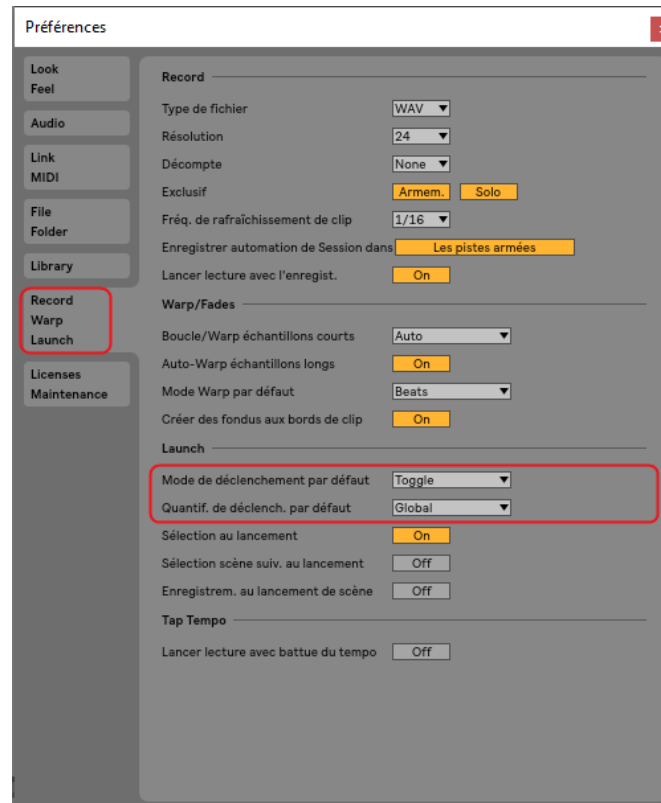 Préférences
Look
Feel
Audio
Link
MIDI
File
Folder
Library
Record
Warp
Launch
Licenses
Maintenance
Record
Type de fichier WAV
Résolution 24
Décompte None
Exclusif Armem. Solo
Fréq. de rafraîchissement de clip 1/16
Enregistrer automation de Session dans Les pistes armées
Lancer lecture avec l'enregist. On
Warp/Fades
Boucle/Warp échantillons courts Auto
Auto-Warp échantillons longs On
Mode Warp par défaut Beats
Créer des fondus aux bords de clip On
Launch
Mode de déclenchement par défaut Toggle
Quantif. de déclench. par défaut Global
Sélection au lancement On
Sélection scène suiv. au lancement Off
Enregistrem. au lancement de scène Off
Tap Tempo
Lancer lecture avec battue du tempo Off